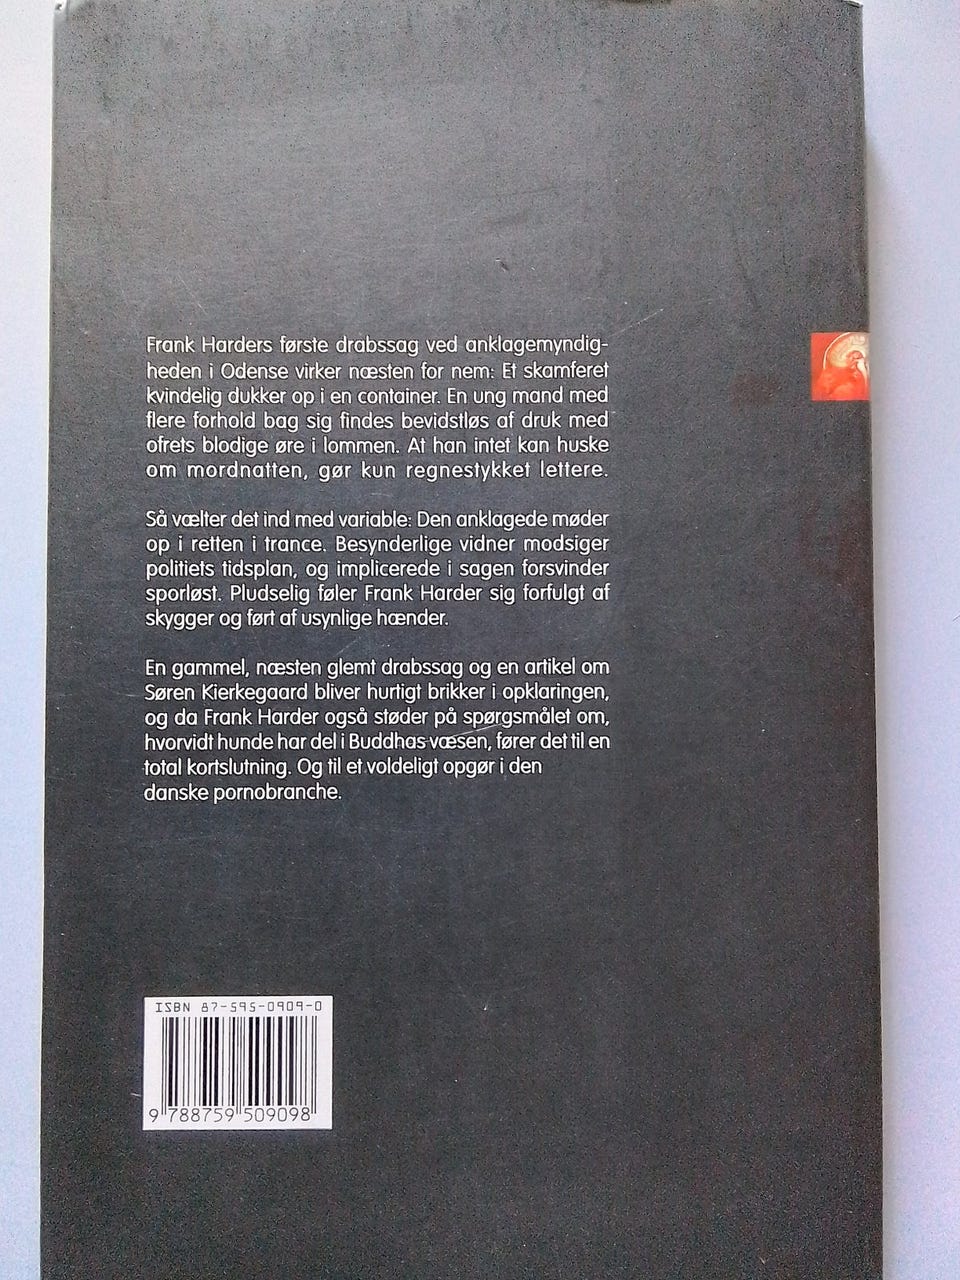 Frank Harders første drabssag ved anklagemyndig-
heden i Odense virker næsten for nem: Et skamferet
kvindelig dukker op i en container. En ung mand med
flere forhold bag sig findes bevidstløs af druk med
ofrets blodige øre i lommen. At han intet kan huske
om mordnatten, gør kun regnestykket lettere.
Så vælter det ind med variable: Den anklagede møder
op i retten i trance. Besynderlige vidner modsiger
politiets tidsplan, og implicerede i sagen forsvinder
sporløst. Pludselig føler Frank Harder sig forfulgt af
skygger og ført af usynlige hænder.
En gammel, næsten glemt drabssag og en artikel om
Søren Kierkegaard bliver hurtigt brikker i opklaringen,
og da Frank Harder også støder på spørgsmålet om,
hvorvidt hunde har del i Buddhas væsen, fører det til en
total kortslutning. Og til et voldeligt opgør i den
danske pornobranche.
ISBN 87-595-0909-0
9 788759 509098